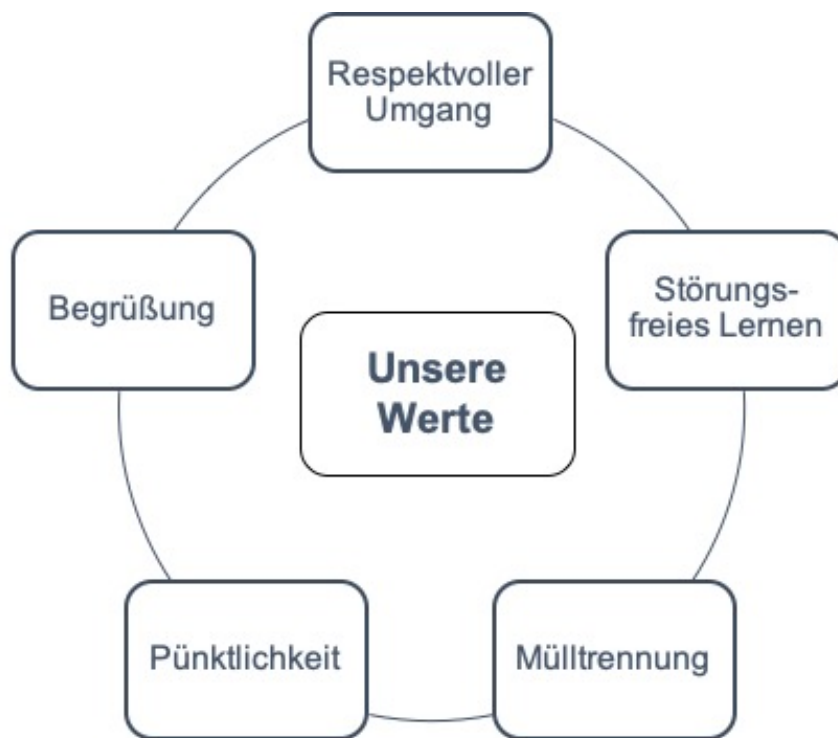 Respektvoller
Umgang
Begrüßung
Störungs-
freies Lernen
Unsere
Werte
Pünktlichkeit
Mülltrennung